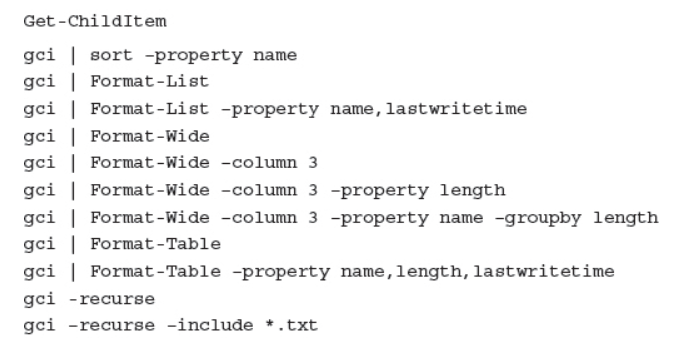 Get-ChildItem
gci | sort –property name
gci | Format-List
gci | Format-List –property name,lastwritetime
gci | Format-Wide
gci | Format-Wide –column 3
gci | Format-Wide –column 3 –property length
gci | Format-Wide –column 3 –property name –groupby length
gci | Format-Table
gci | Format-Table –property name,length,lastwritetime
gci -recurse
gci –recurse –include *.txt